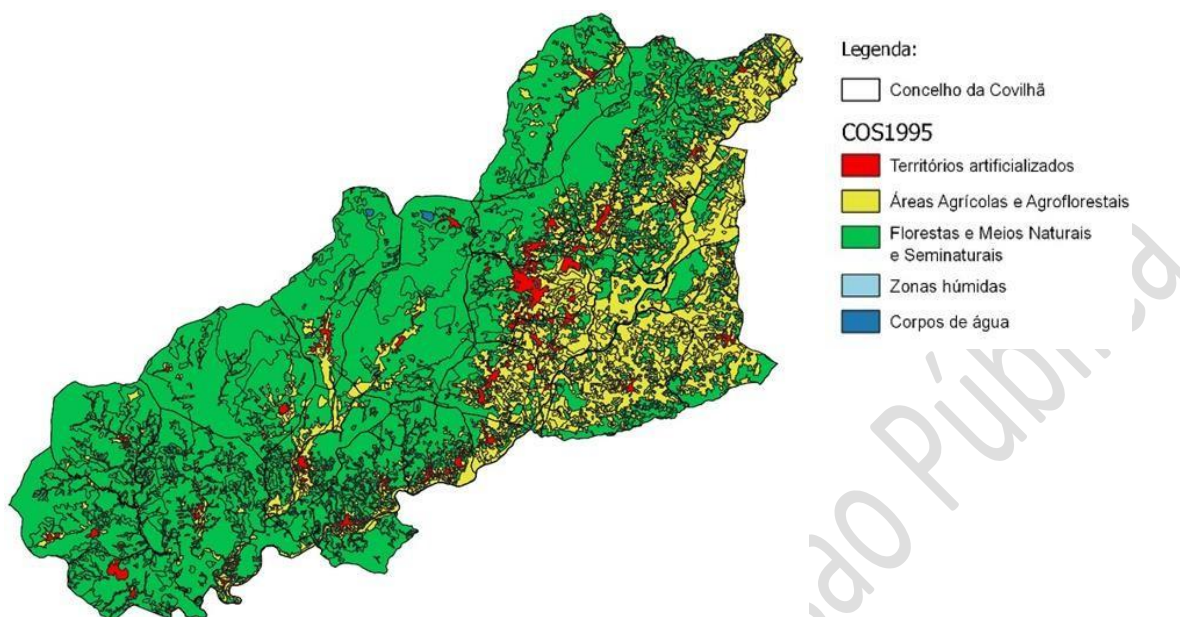 Legenda:
Concelho da Covilhã
COS1995
Territórios artificializados
Áreas Agrícolas e Agroflorestais
Florestas e Meios Naturais
e Seminaturais
Zonas húmidas
Corpos de água